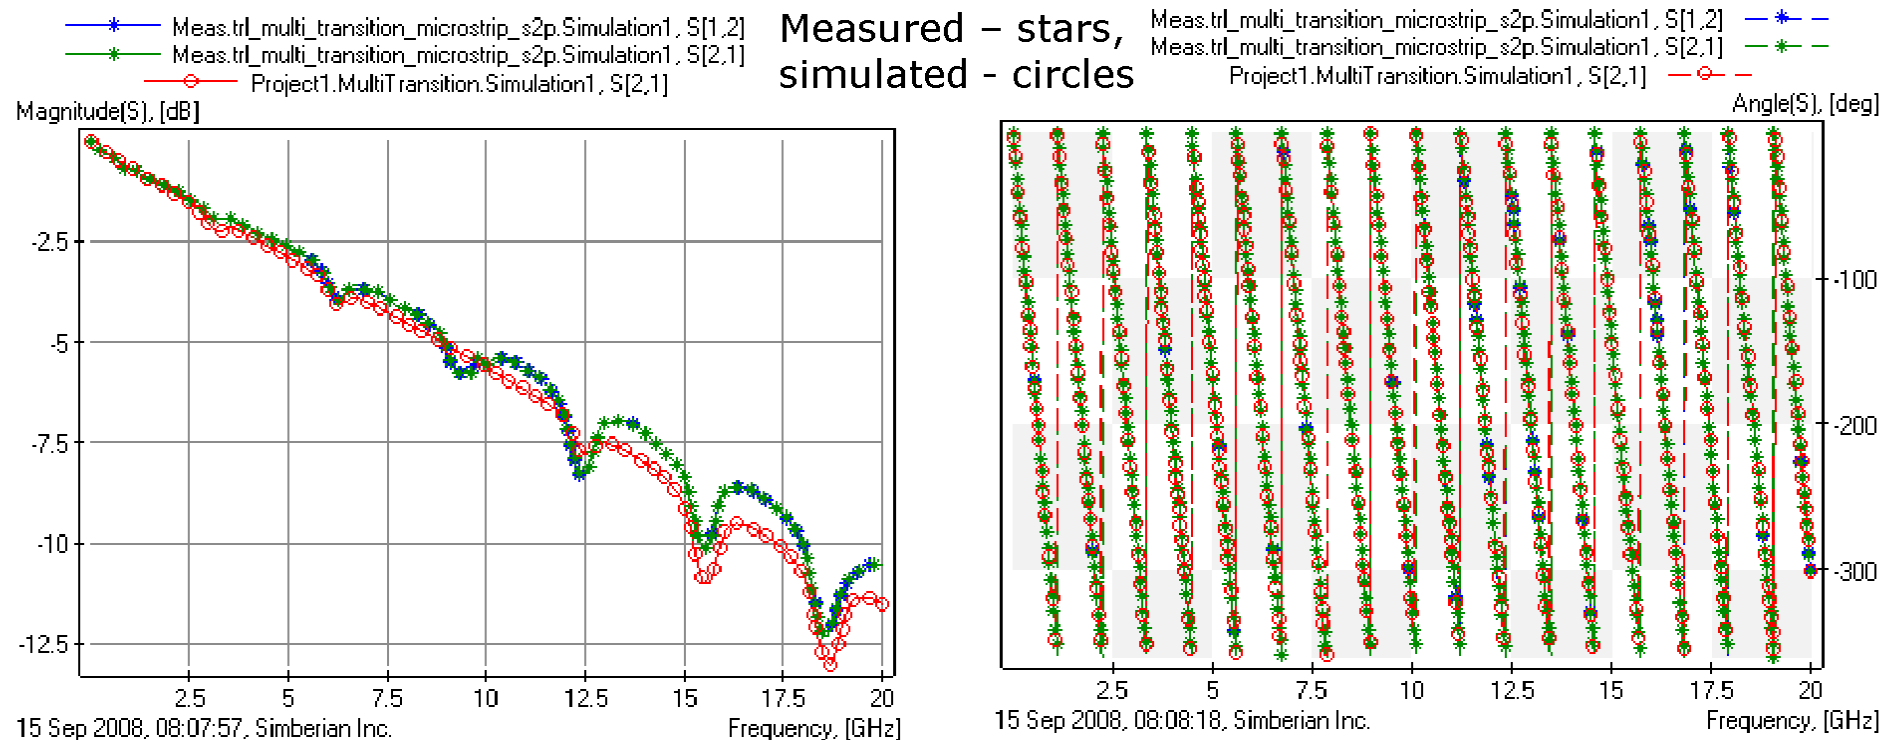 Meas.trl_multi_transition_microstrip_s2p.Simulation1, S[1,2]
Meas.trl_multi_transition_microstrip_s2p.Simulation1, S[2,1]
Project1.MultiTransition.Simulation1, S[2,1]
Measured – stars,
simulated - circles
Meas.trl_multi_transition_microstrip_s2p.Simulation1, S[1,2]
Meas.trl_multi_transition_microstrip_s2p.Simulation1, S[2,1]
Project1.MultiTransition.Simulation1, S[2,1]
Magnitude(S), [dB]
-2.5
-5
-7.5
-10
-12.5
2.5 5 7.5 10 12.5 15 17.5 20
15 Sep 2008, 08:07:57, Simberian Inc. Frequency, [GHz]
Angle(S), [deg]
-100
-200
-300
2.5 5 7.5 10 12.5 15 17.5 20
15 Sep 2008, 08:08:18, Simberian Inc. Frequency, [GHz]